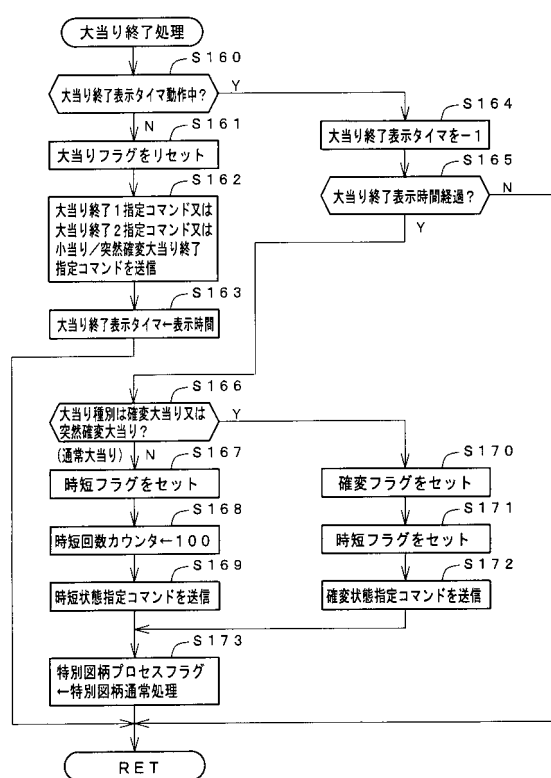 大当り終了処理
S160
大当り終了表示タイマ動作中?
Y
N
S161
大当りフラグをリセット
S162
大当り終了1指定コマンド又は
大当り終了2指定コマンド又は
小当り/突然確変大当り終了
指定コマンドを送信
S163
大当り終了表示タイマ←表示時間
S164
大当り終了表示タイマを-1
S165
大当り終了表示時間経過?
N
Y
S166
大当り種別は確変大当り又は
突然確変大当り?
Y
(通常大当り)
N
S167
時短フラグをセット
S168
時短回数カウンタ←100
S169
時短状態指定コマンドを送信
S170
確変フラグをセット
S171
時短フラグをセット
S172
確変状態指定コマンドを送信
S173
特別図柄プロセスフラグ
←特別図柄通常処理
RET